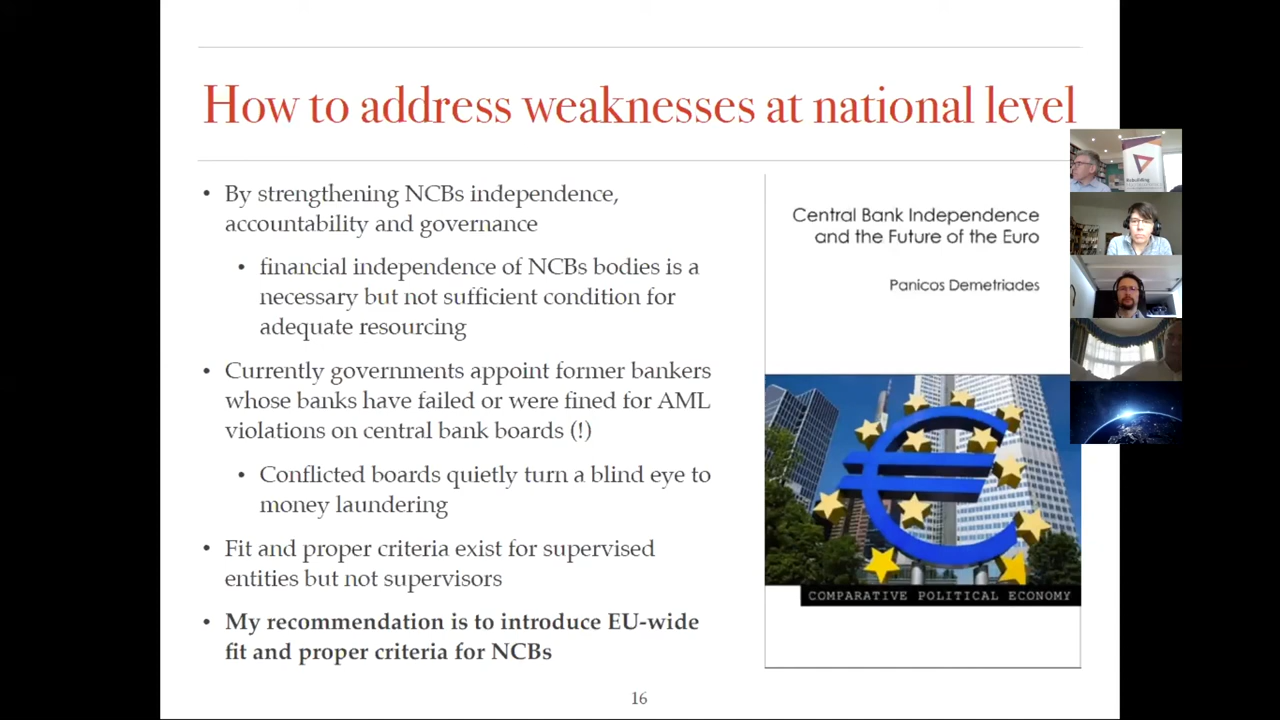 How to address weaknesses at national level
• By strengthening NCBs independence,
accountability and governance
• financial independence of NCBs bodies is a
necessary but not sufficient condition for
adequate resourcing
• Currently governments appoint former bankers
whose banks have failed or were fined for AML
violations on central bank boards (!)
• Conflicted boards quietly turn a blind eye to
money laundering
• Fit and proper criteria exist for supervised
entities but not supervisors
• My recommendation is to introduce EU-wide
fit and proper criteria for NCBs
Central Bank Independence
and the Future of the Euro
Panicos Demetriades
COMPARATIVE POLITICAL ECONOMY
Rebuilding
16